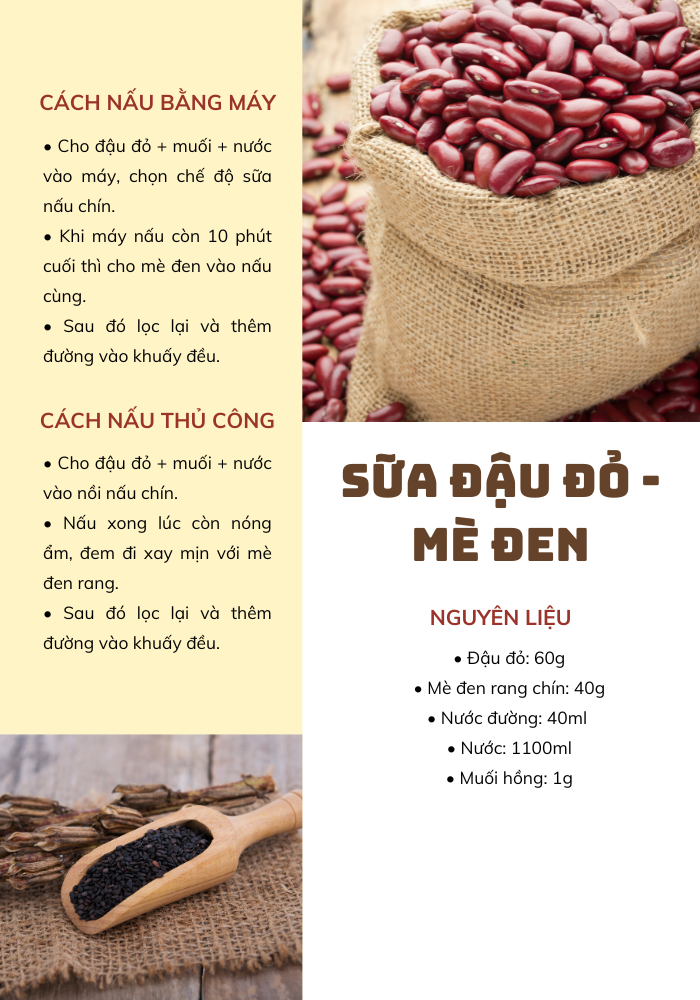 CÁCH NẤU BẰNG MÁY
• Cho đậu đỏ + muối + nước
vào máy, chọn chế độ sữa
nấu chín.
• Khi máy nấu còn 10 phút
cuối thì cho mè đen vào nấu
cùng.
• Sau đó lọc lại và thêm
đường vào khuấy đều.
CÁCH NẤU THỦ CÔNG
• Cho đậu đỏ + muối + nước
vào nồi nấu chín.
• Nấu xong lúc còn nóng
ẩm, đem đi xay mịn với mè
đen rang.
• Sau đó lọc lại và thêm
đường vào khuấy đều.
SỮA ĐẬU ĐỎ -
MÈ ĐEN
NGUYÊN LIỆU
• Đậu đỏ: 60g
• Mè đen rang chín: 40g
• Nước đường: 40ml
• Nước: 1100ml
• Muối hồng: 1g